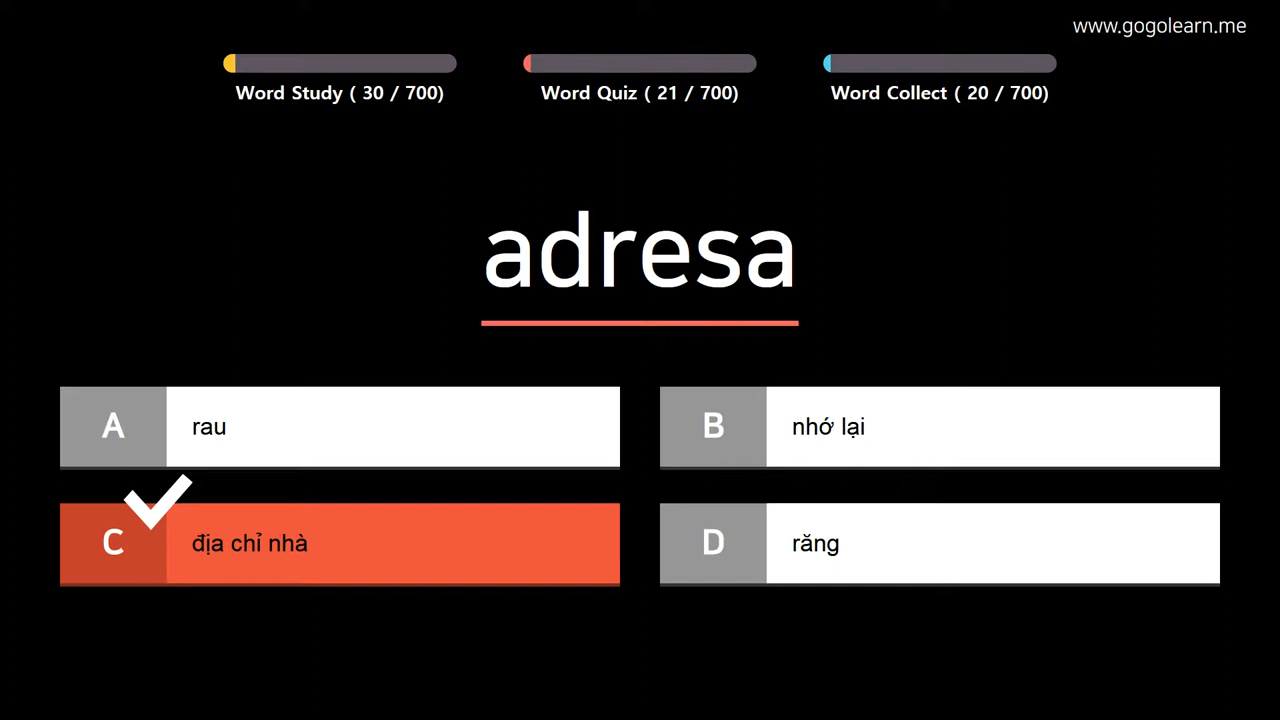 www.gogolearn.me
Word Study ( 30 / 700)
Word Quiz ( 21 / 700)
Word Collect ( 20 / 700)
adresa
A rau
B nhớ lại
C địa chỉ nhà
D răng